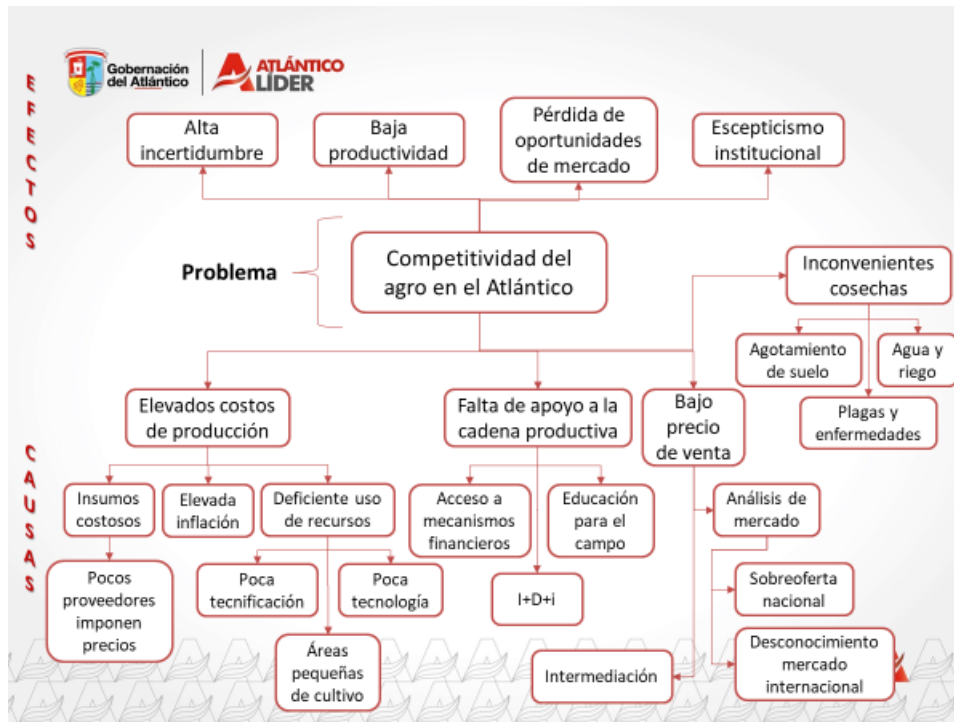 Gobernación
del Atlántico
ATLÁNTICO
LÍDER
EFECTOS
Alta
incertidumbre
Baja
productividad
Pérdida de
oportunidades
de mercado
Escepticismo
institucional
Problema
Competitividad del
agro en el Atlántico
Inconvenientes
cosechas
Agotamiento
de suelo
Agua y
riego
Plagas y
enfermedades
CAUSAS
Elevados costos
de producción
Falta de apoyo a la
cadena productiva
Bajo
precio
de venta
Insumos
costosos
Elevada
inflación
Deficiente uso
de recursos
Acceso a
mecanismos
financieros
Educación
para el
campo
Análisis de
mercado
Pocos
proveedores
imponen
precios
Poca
tecnificación
Poca
tecnología
Áreas
pequeñas
de cultivo
I+D+i
Sobreoferta
nacional
Intermediación
Desconocimiento
mercado
internacional